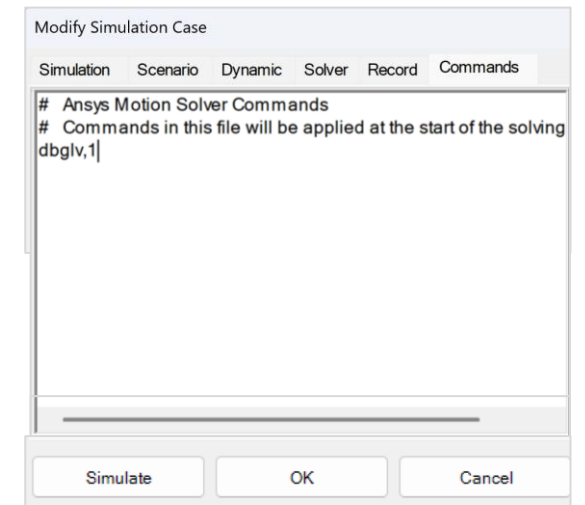 Modify Simulation Case
Simulation Scenario Dynamic Solver Record Commands
# Ansys Motion Solver Commands
# Commands in this file will be applied at the start of the solving
dbglv,1
Simulate OK Cancel